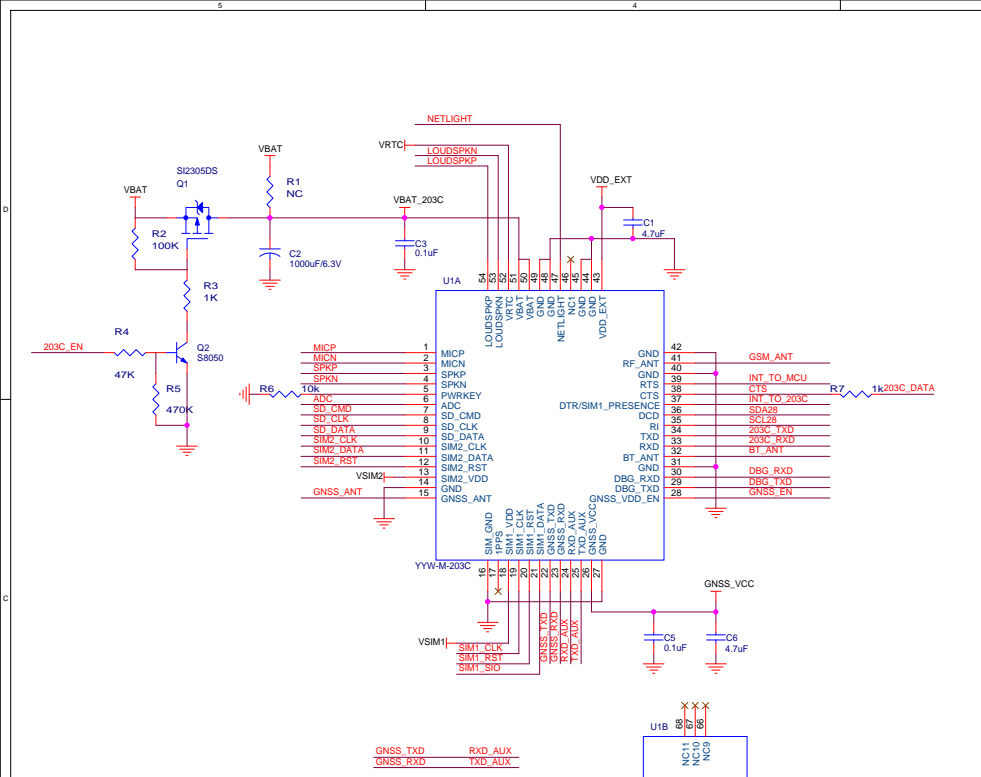 5
4
D
C
NETLIGHT
VRTC
LOUDSPKN
LOUDSPKP
VBAT
SI2305DS
Q1
R1
NC
VBAT
VBAT_203C
VDD_EXT
R2
100K
C2
1000uF/6.3V
C3
0.1uF
C1
4.7uF
R3
1K
U1A
54
53
52
51
50
49
48
47
46
45
44
43
LOUDSPKP
LOUDSPKN
VRTC
VBAT
VBAT
GND
GND
NETLIGHT
NC1
GND
GND
VDD_EXT
203C_EN
R4
47K
Q2
S8050
R5
470K
R6
10k
MICP
MICN
SPKP
SPKN
ADC
SD_CMD
SD_CLK
SD_DATA
SIM2_CLK
SIM2_DATA
SIM2_RST
VSIM2
GNSS_ANT
1 MICP
2 MICN
3 SPKP
4 SPKN
5 PWRKEY
6 ADC
7 SD_CMD
8 SD_CLK
9 SD_DATA
10 SIM2_CLK
11 SIM2_DATA
12 SIM2_RST
13 SIM2_VDD
14 GND
15 GNSS_ANT
GND 42
RF_ANT 41 GSM_ANT
GND 40
RTS 39 INT_TO_MCU
CTS 38 CTS
R7
1k
203C_DATA
DTR/SIM1_PRESENCE 37 INT_TO_203C
DCD 36 SDA28
RI 35 SCL28
TXD 34 203C_TXD
RXD 33 203C_RXD
BT_ANT 32 BT_ANT
GND 31
DBG_RXD 30 DBG_RXD
DBG_TXD 29 DBG_TXD
GNSS_VDD_EN 28 GNSS_EN
SIM_GND
1PPS
SIM1_VDD
SIM1_CLK
SIM1_RST
SIM1_DATA
GNSS_TXD
GNSS_RXD
RXD_AUX
TXD_AUX
GNSS_VCC
GND
YYW-M-203C
16
17
18
19
20
21
22
23
24
25
26
27
GNSS_VCC
VSIM1
SIM1_CLK
SIM1_RST
SIM1_SIO
GNSS_TXD
GNSS_RXD
RXD_AUX
TXD_AUX
C5
0.1uF
C6
4.7uF
U1B
68
67
66
NC11
NC10
NC9
GNSS_TXD RXD_AUX
GNSS_RXD TXD_AUX